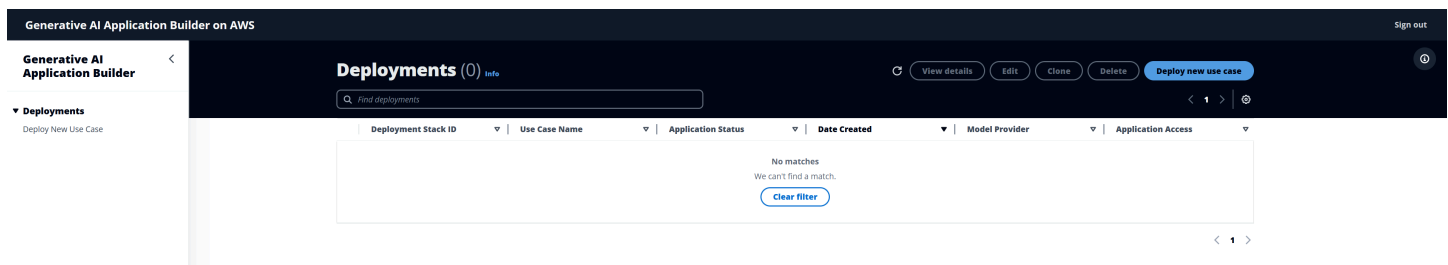 Generative AI Application Builder on AWS
Sign out
Generative AI
Application Builder
Deployments
Deploy New Use Case
Deployments (0) Info
View details Edit Clone Delete Deploy new use case
Find deployments
1
Deployment Stack ID Use Case Name Application Status Date Created Model Provider Application Access
No matches
We can't find a match.
Clear filter
1